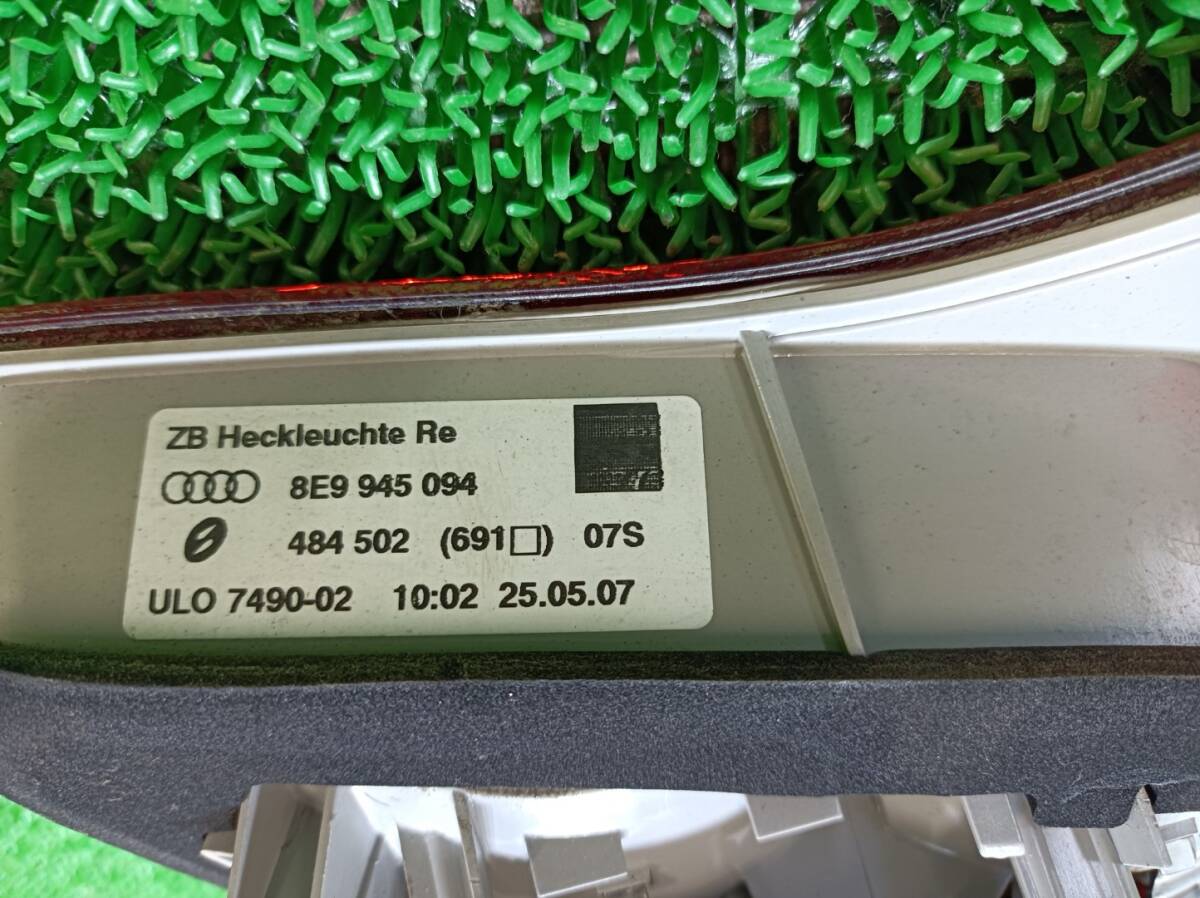 ZB Heckleuchte Re
8E9 945 094
484 502 (691□) 07S
ULO 7490-02 10:02 25.05.07